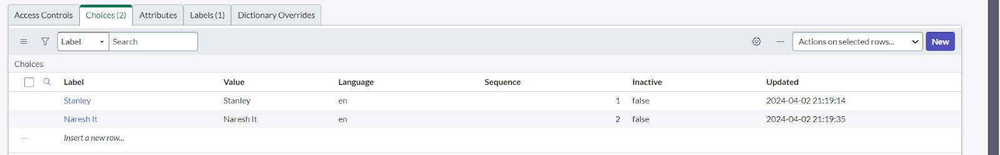 Access Controls Choices (2) Attributes Labels (1) Dictionary Overrides
Label Search Actions on selected rows... New
Choices
Label Value Language Sequence Inactive Updated
Stanley Stanley en 1 false 2024-04-02 21:19:14
Naresh It Naresh It en 2 false 2024-04-02 21:19:35
Insert a new row...